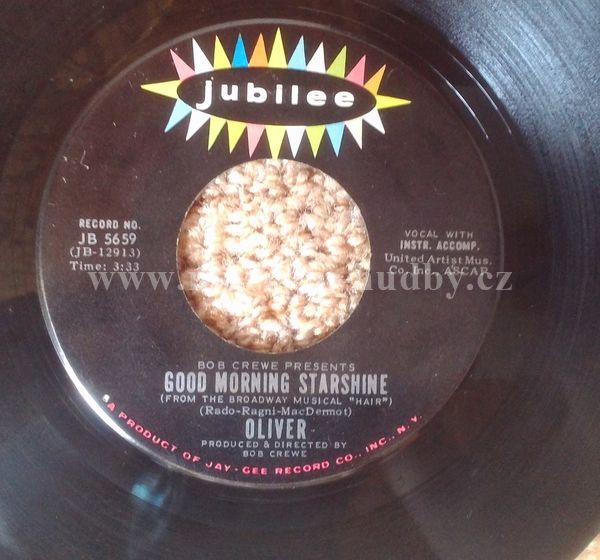 jubilee
RECORD NO.
JB 5659
(JB-12913)
Time: 3:33
VOCAL WITH
INSTR. ACCOMP.
United Artist Mus.
Co. Inc., ASCAP
BOB CREWE PRESENTS
GOOD MORNING STARSHINE
(FROM THE BROADWAY MUSICAL "HAIR")
(Rado-Ragni-MacDermot)
OLIVER
PRODUCED & DIRECTED BY
BOB CREWE
A PRODUCT OF JAY-GEE RECORD CO., INC., N.Y.